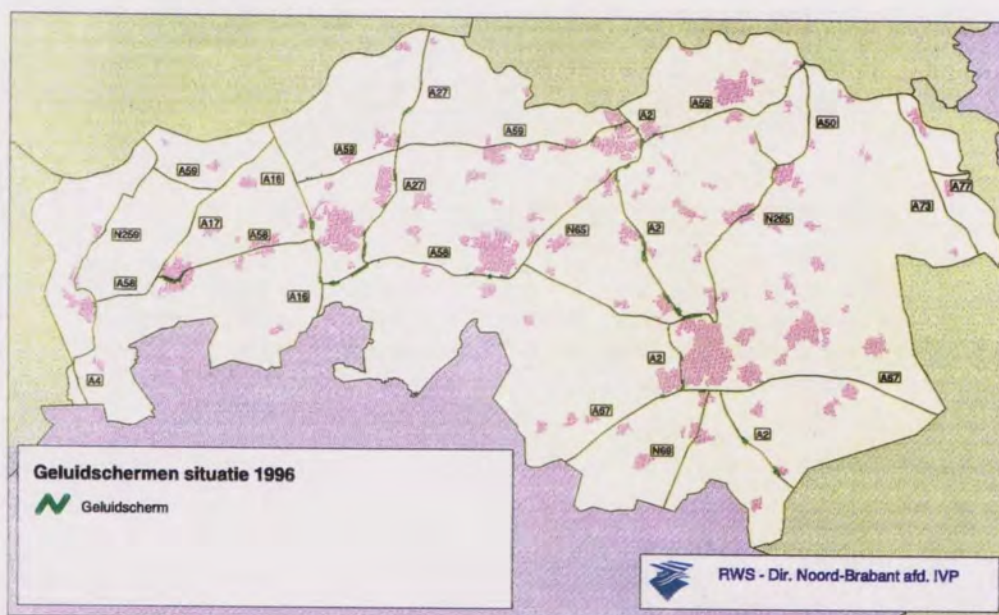 A27
A59
A2
A59
A50
A59
A59
A16
A27
A77
A73
A17
N259
A58
N65
A2
N265
A58
A58
A16
A2
A4
A67
A67
A2
N69
Geluidschermen situatie 1996
Geluidscherm
RWS - Dir. Noord-Brabant afd. IVP